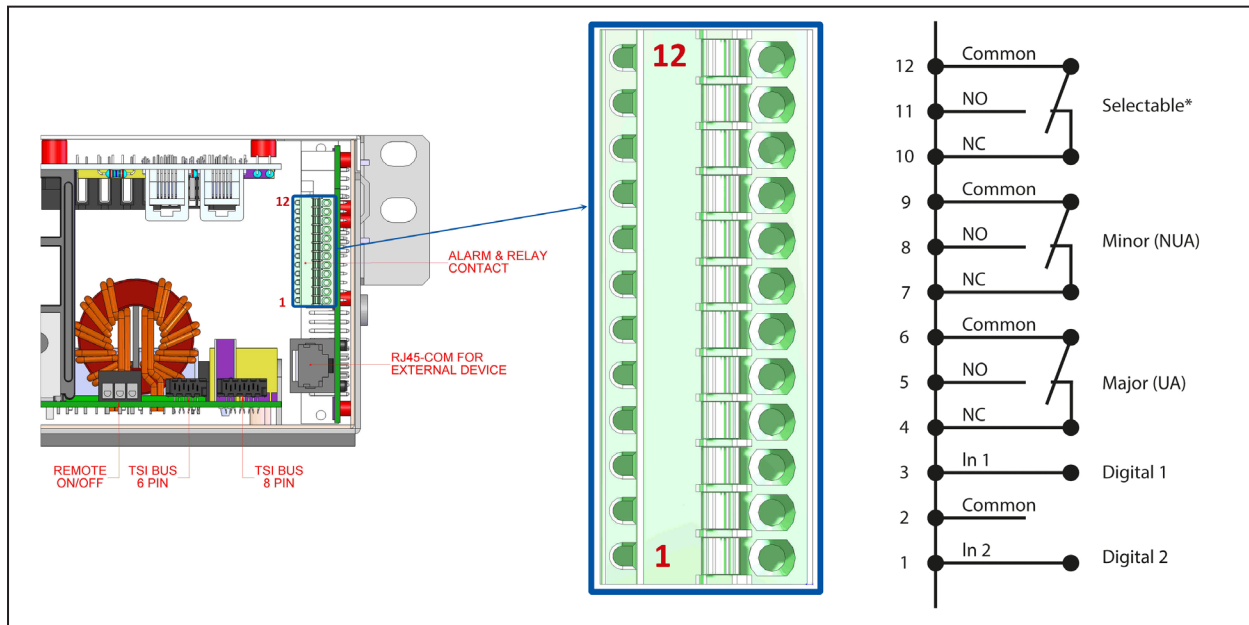 12
1
ALARM & RELAY
CONTACT
RJ45-COM FOR
EXTERNAL DEVICE
REMOTE
ON/OFF
TSI BUS
6 PIN
TSI BUS
8 PIN
12
1
12 Common
11 NO Selectable*
10 NC
9 Common
8 NO Minor (NUA)
7 NC
6 Common
5 NO Major (UA)
4 NC
3 In 1 Digital 1
2 Common
1 In 2 Digital 2